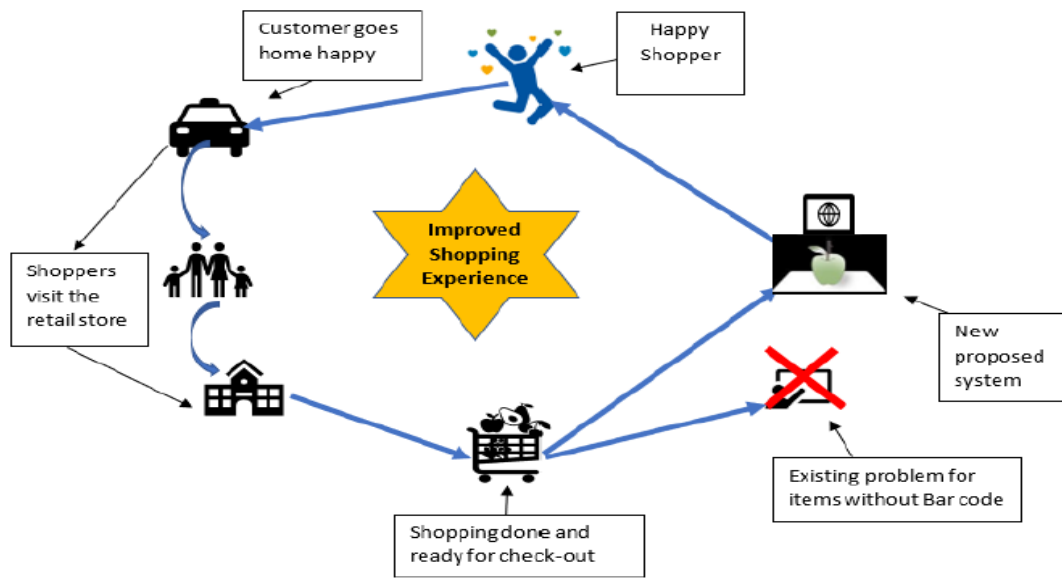 Customer goes
home happy
Happy
Shopper
Improved
Shopping
Experience
Shoppers
visit the
retail store
New
proposed
system
Existing problem for
items without Bar code
Shopping done and
ready for check-out